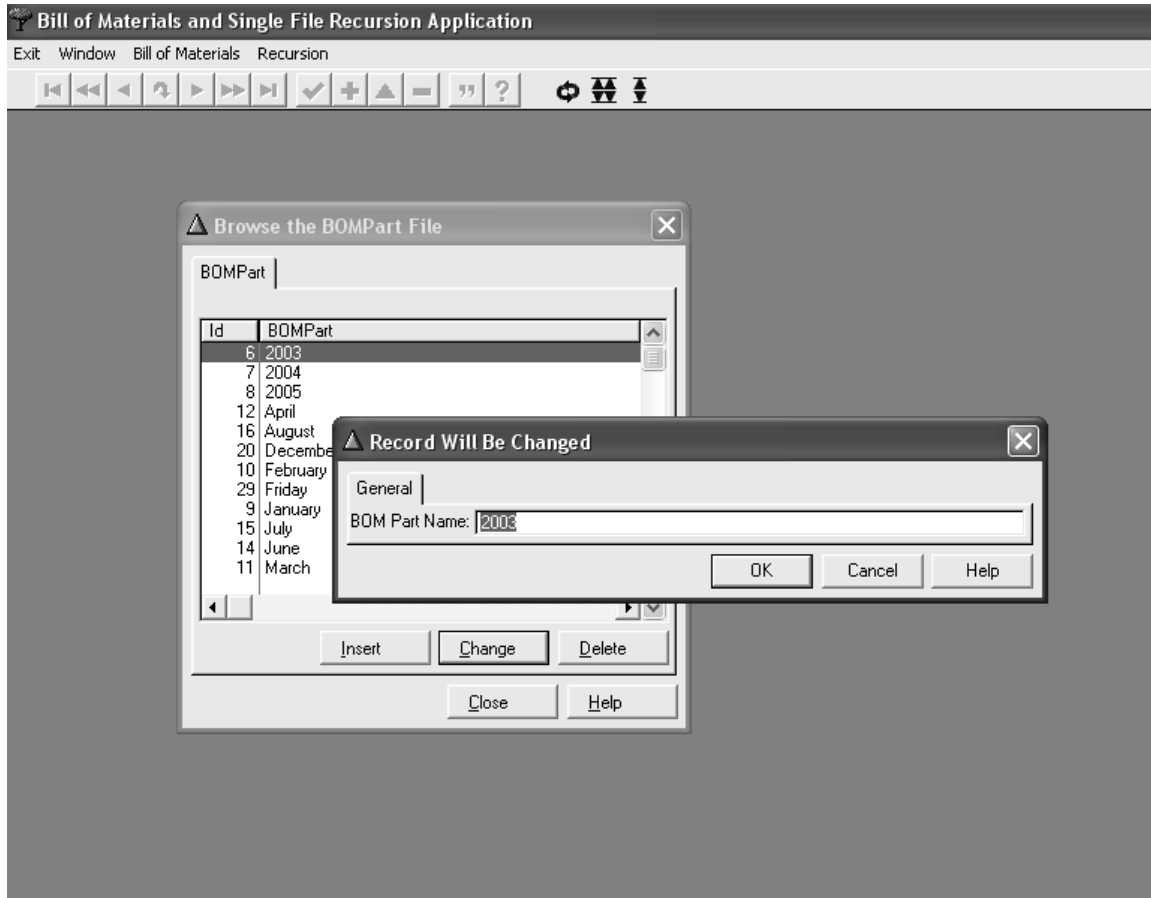 Bill of Materials and Single File Recursion Application
Exit Window Bill of Materials Recursion
Browse the BOMPart File
BOMPart
Id BOMPart
6 2003
7 2004
8 2005
12 April
16 August
20 Decembe
10 February
29 Friday
9 January
15 July
14 June
11 March
Insert Change Delete
Close Help
Record Will Be Changed
General
BOM Part Name: 2003
OK Cancel Help